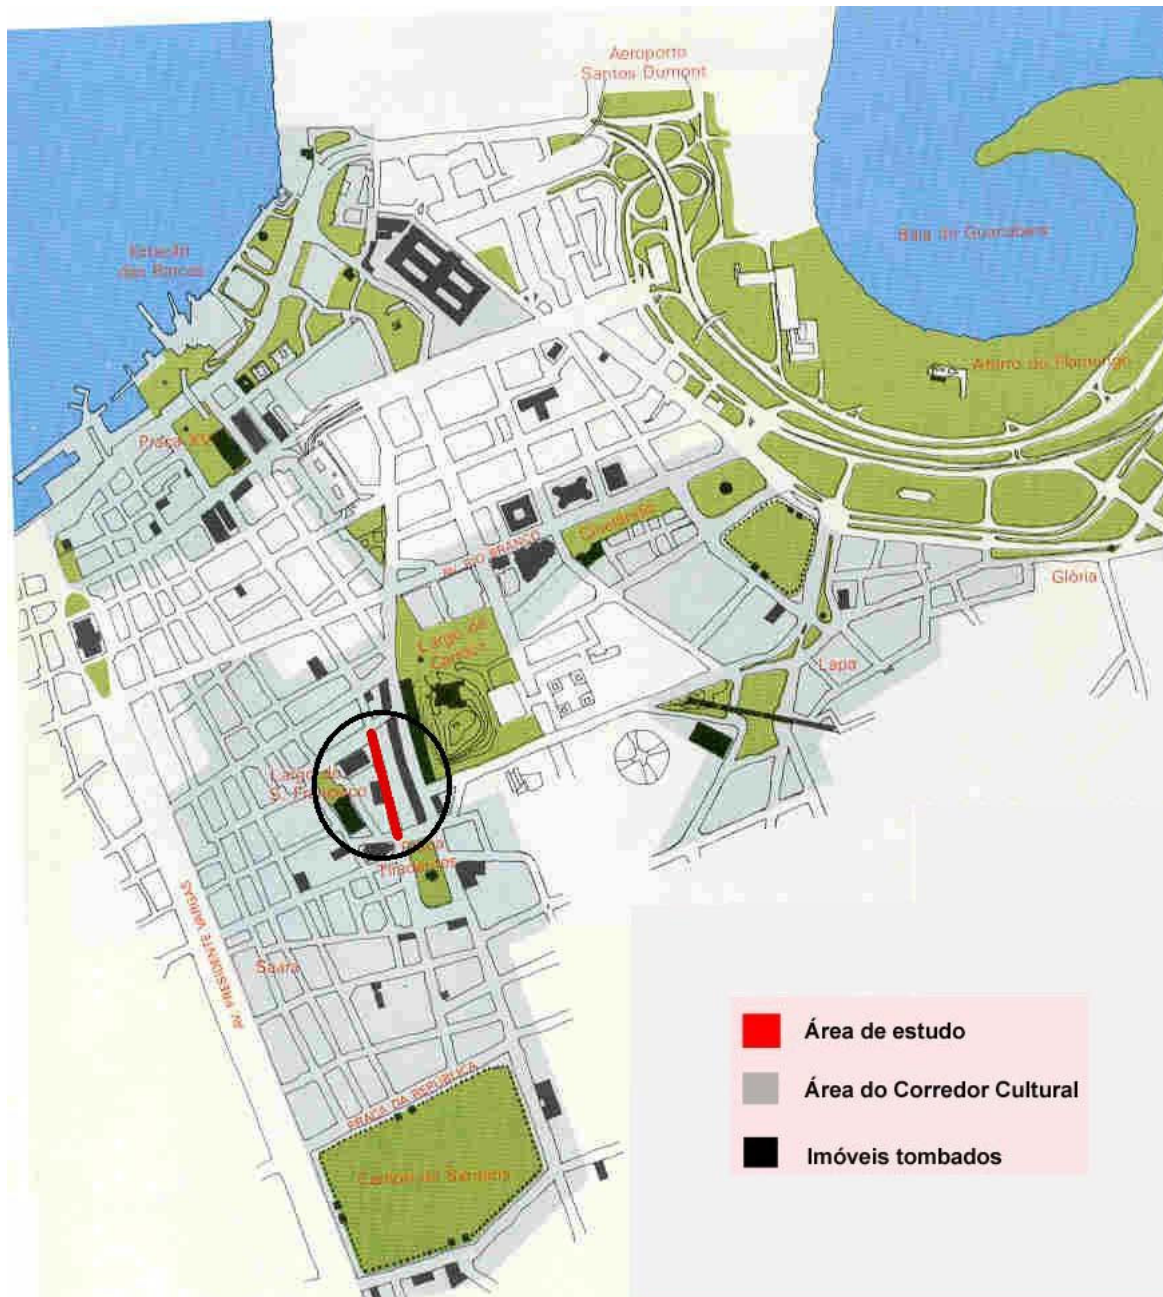 Aeroporto
Santos Dumont
Baía de Guanabara
Estação
das Barcas
Aterro do Flamengo
Praça XV
Cinelândia
AV. RIO BRANCO
Glória
Largo da
Carioca
Lapa
Largo de
S. Francisco
Praça
Tiradentes
AV. PRESIDENTE VARGAS
Saara
PRAÇA DA REPÚBLICA
Campo de Santana
Área de estudo
Área do Corredor Cultural
Imóveis tombados